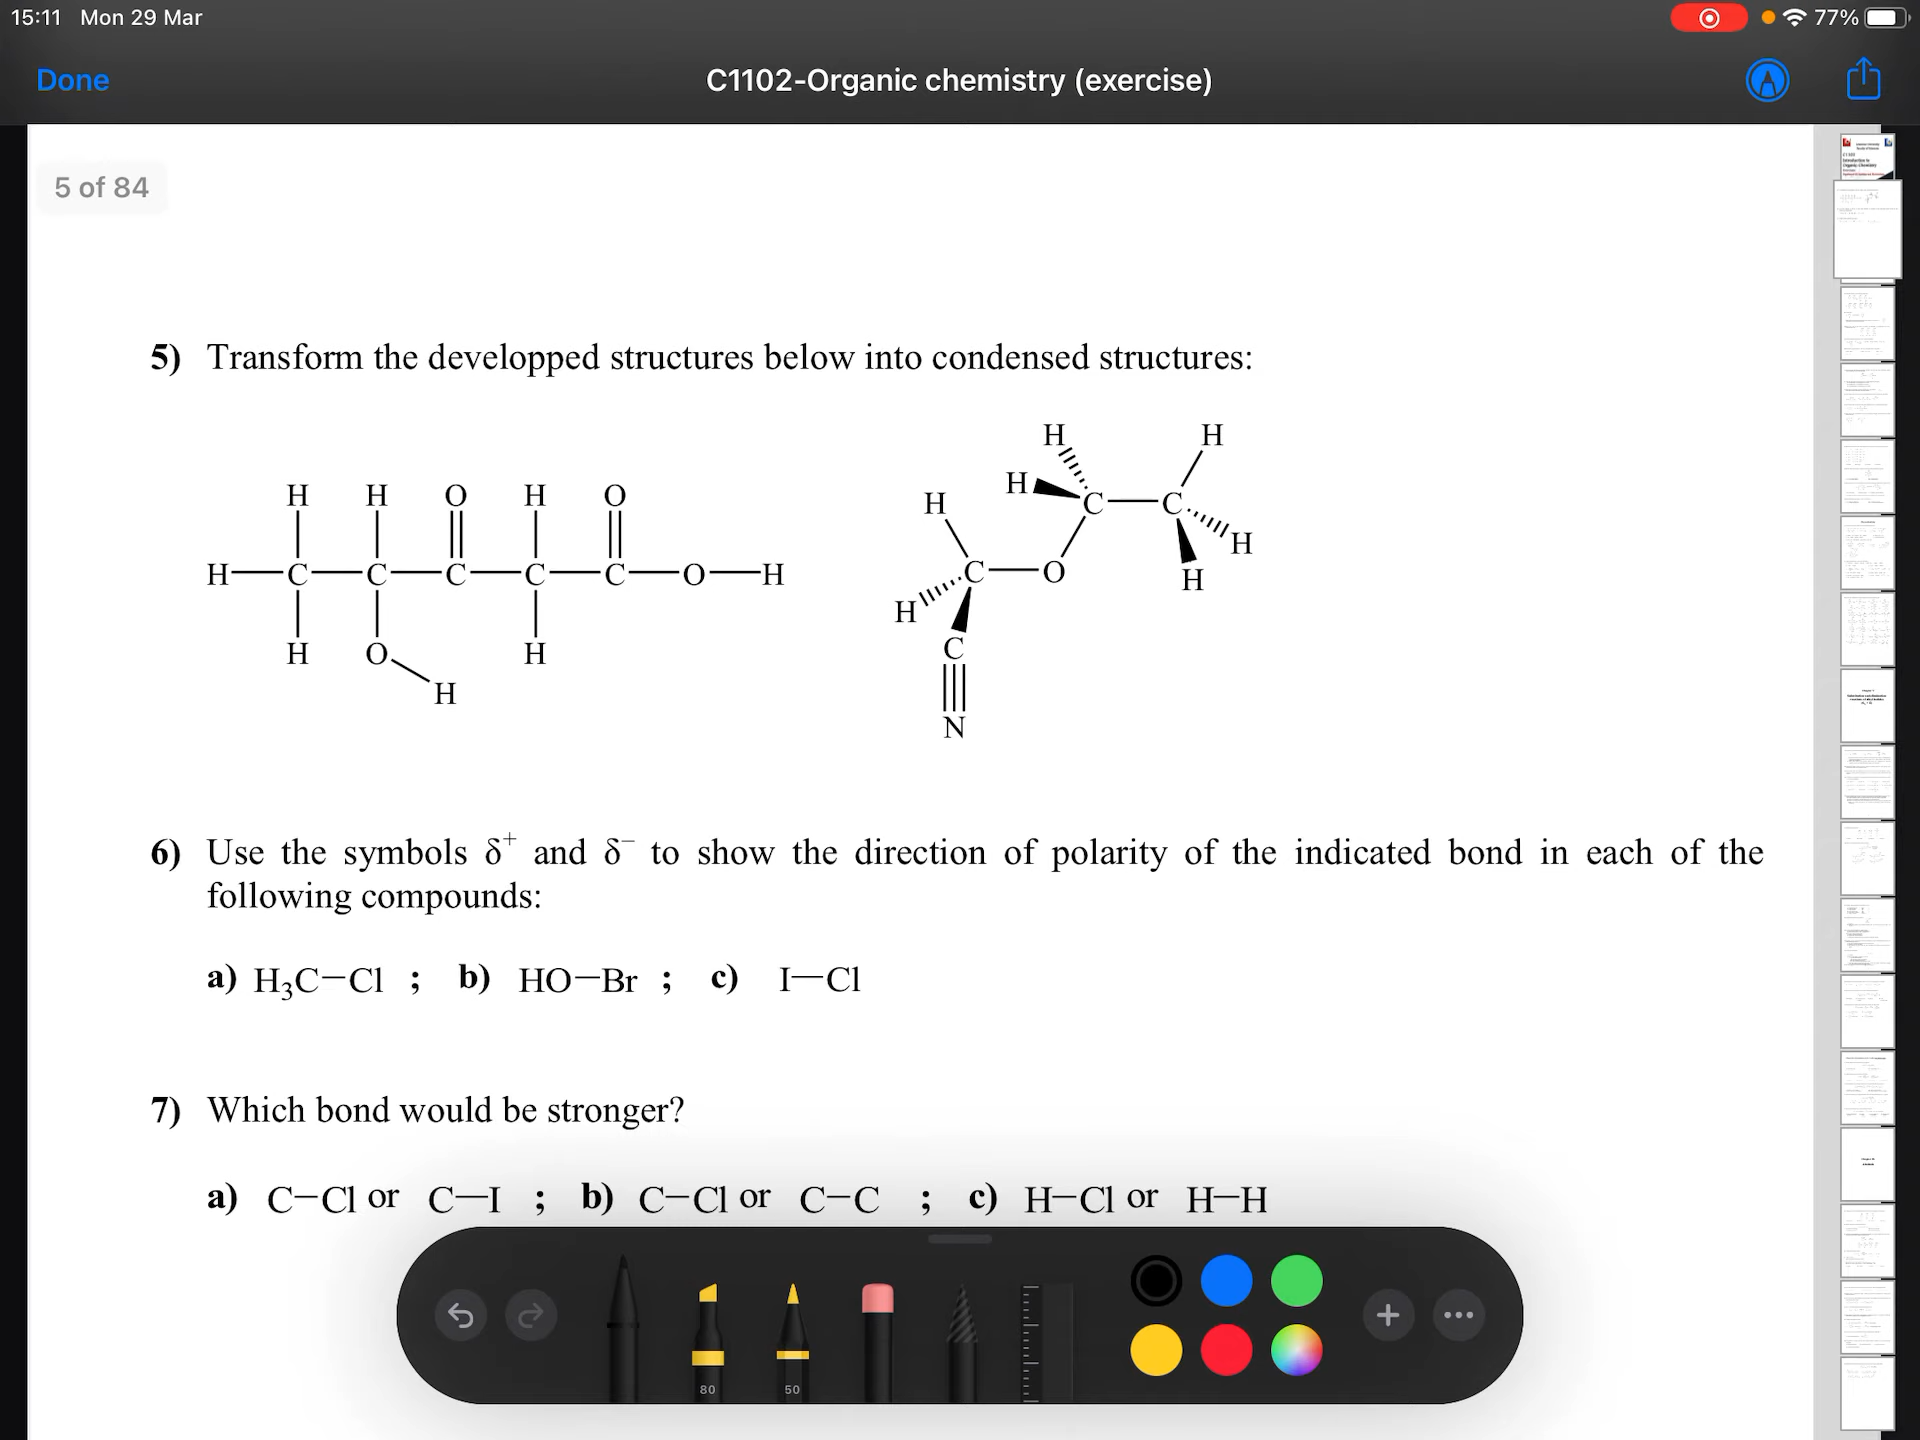 15:11 Mon 29 Mar
77%
Done
C1102-Organic chemistry (exercise)
5 of 84
5) Transform the developped structures below into condensed structures:
H H O H O
H—C—C—C—C—C—O—H
H O H
H
H H
H H C—C
H H
H C—O
H
C
N
6) Use the symbols δ⁺ and δ⁻ to show the direction of polarity of the indicated bond in each of the
following compounds:
a) H₃C—Cl ; b) HO—Br ; c) I—Cl
7) Which bond would be stronger?
a) C—Cl or C—I ; b) C—Cl or C—C ; c) H—Cl or H—H
80 50